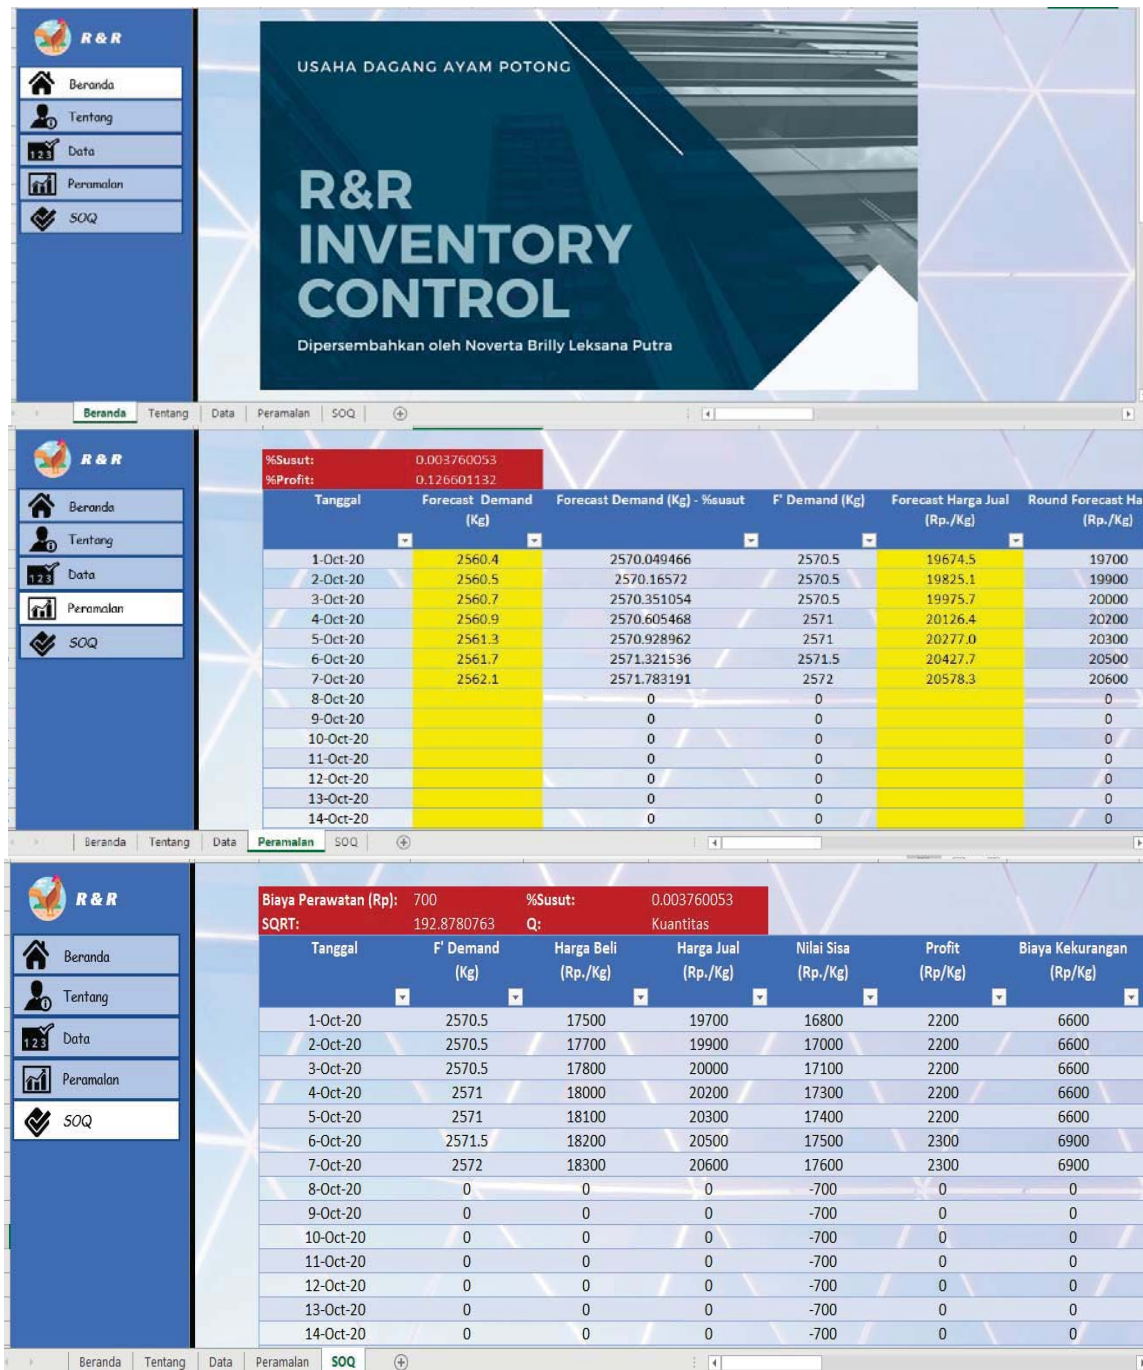 R & R
Beranda
Tentang
Data
Peramalan
SOQ
USAHA DAGANG AYAM POTONG
R&R
INVENTORY
CONTROL
Dipersembahkan oleh Noverta Brilly Leksana Putra
Beranda Tentang Data Peramalan SOQ
R & R
Beranda
Tentang
Data
Peramalan
SOQ
%Susut: 0.003760053
%Profit: 0.126601132
Tanggal Forecast Demand (Kg) Forecast Demand (Kg) - %susut F' Demand (Kg) Forecast Harga Jual (Rp./Kg) Round Forecast Ha (Rp./Kg)
1-Oct-20 2560.4 2570.049466 2570.5 19674.5 19700
2-Oct-20 2560.5 2570.16572 2570.5 19825.1 19900
3-Oct-20 2560.7 2570.351054 2570.5 19975.7 20000
4-Oct-20 2560.9 2570.605468 2571 20126.4 20200
5-Oct-20 2561.3 2570.928962 2571 20277.0 20300
6-Oct-20 2561.7 2571.321536 2571.5 20427.7 20500
7-Oct-20 2562.1 2571.783191 2572 20578.3 20600
8-Oct-20 0 0 0
9-Oct-20 0 0 0
10-Oct-20 0 0 0
11-Oct-20 0 0 0
12-Oct-20 0 0 0
13-Oct-20 0 0 0
14-Oct-20 0 0 0
Beranda Tentang Data Peramalan SOQ
R & R
Beranda
Tentang
Data
Peramalan
SOQ
Biaya Perawatan (Rp): 700 %Susut: 0.003760053
SQRT: 192.8780763 Q: Kuantitas
Tanggal F' Demand (Kg) Harga Beli (Rp./Kg) Harga Jual (Rp./Kg) Nilai Sisa (Rp./Kg) Profit (Rp/Kg) Biaya Kekurangan (Rp/Kg)
1-Oct-20 2570.5 17500 19700 16800 2200 6600
2-Oct-20 2570.5 17700 19900 17000 2200 6600
3-Oct-20 2570.5 17800 20000 17100 2200 6600
4-Oct-20 2571 18000 20200 17300 2200 6600
5-Oct-20 2571 18100 20300 17400 2200 6600
6-Oct-20 2571.5 18200 20500 17500 2300 6900
7-Oct-20 2572 18300 20600 17600 2300 6900
8-Oct-20 0 0 0 -700 0 0
9-Oct-20 0 0 0 -700 0 0
10-Oct-20 0 0 0 -700 0 0
11-Oct-20 0 0 0 -700 0 0
12-Oct-20 0 0 0 -700 0 0
13-Oct-20 0 0 0 -700 0 0
14-Oct-20 0 0 0 -700 0 0
Beranda Tentang Data Peramalan SOQ